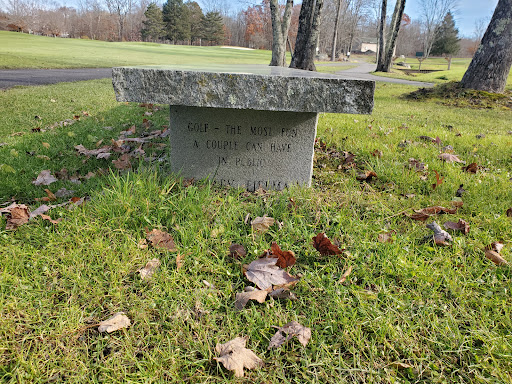 GOLF - THE MOST FUN
A COUPLE CAN HAVE
IN PUBLIC